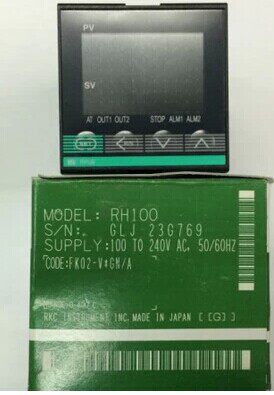 PV
SV
AT OUT1 OUT2 STOP ALM1 ALM2
SET
MODEL: RH100
S/N: GLJ 23G769
SUPPLY:100 TO 240V AC, 50/60HZ
CODE:FK02-V*GN/A
RKC INSTRUMENT INC. MADE IN JAPAN